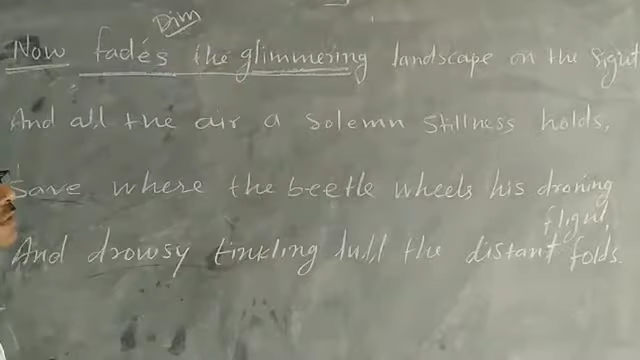 Dim
Now fades the glimmering landscape on the sight
And all the air a solemn stillness holds,
Save where the beetle wheels his droning
flight,
And drowsy tinkling lull the distant folds.